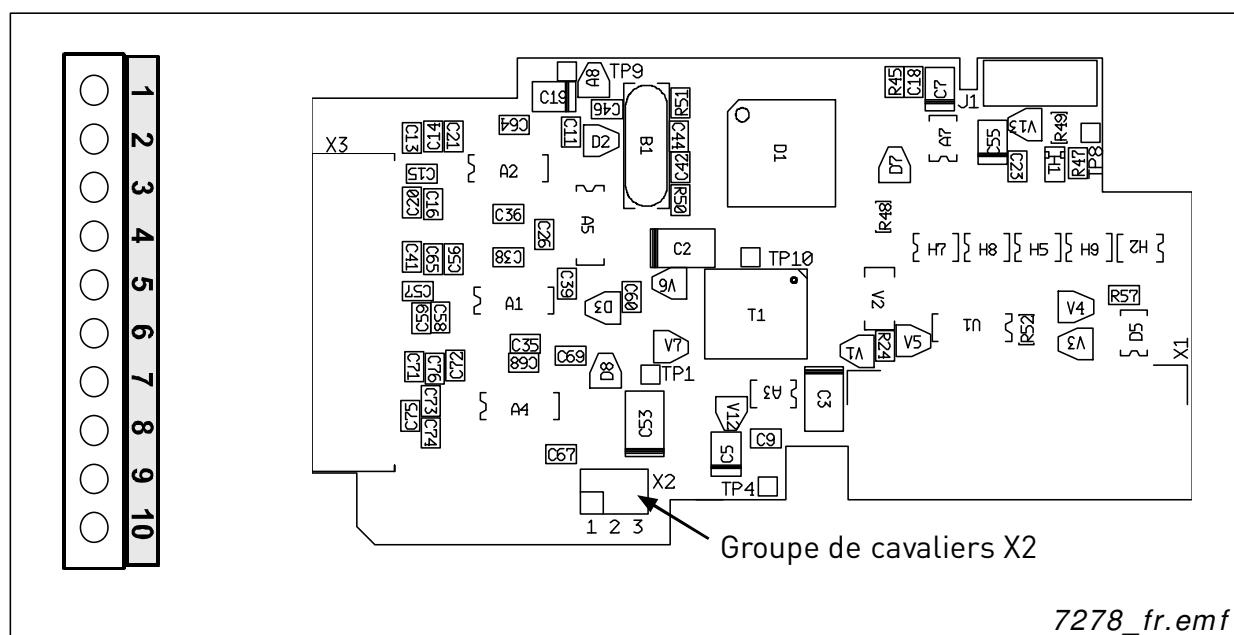 1
2
3
4
5
6
7
8
9
10
X3
TP9
A8
C19
C46
R51
C64
C11
D2
B1
C44
C42
R50
C13
C14
C21
C15
A2
C20
C16
C36
A5
C26
C41
C65
C56
C38
C39
C57
C59
C58
A1
D3
C60
C2
V6
D1
TP10
T1
R45
C18
C7
J1
A7
C55
V13
R49
C23
H1
R47
P8
D7
R48
H7
H8
H5
H9
H2
V2
U1
R52
R57
V4
V3
D5
X1
V1
R24
V5
C35
C68
C69
D8
V7
TP1
C71
C76
C72
C73
C75
C74
A4
C53
A3
V12
C3
C5
C9
C67
X2
TP4
1 2 3
Groupe de cavaliers X2
7278_fr.emf